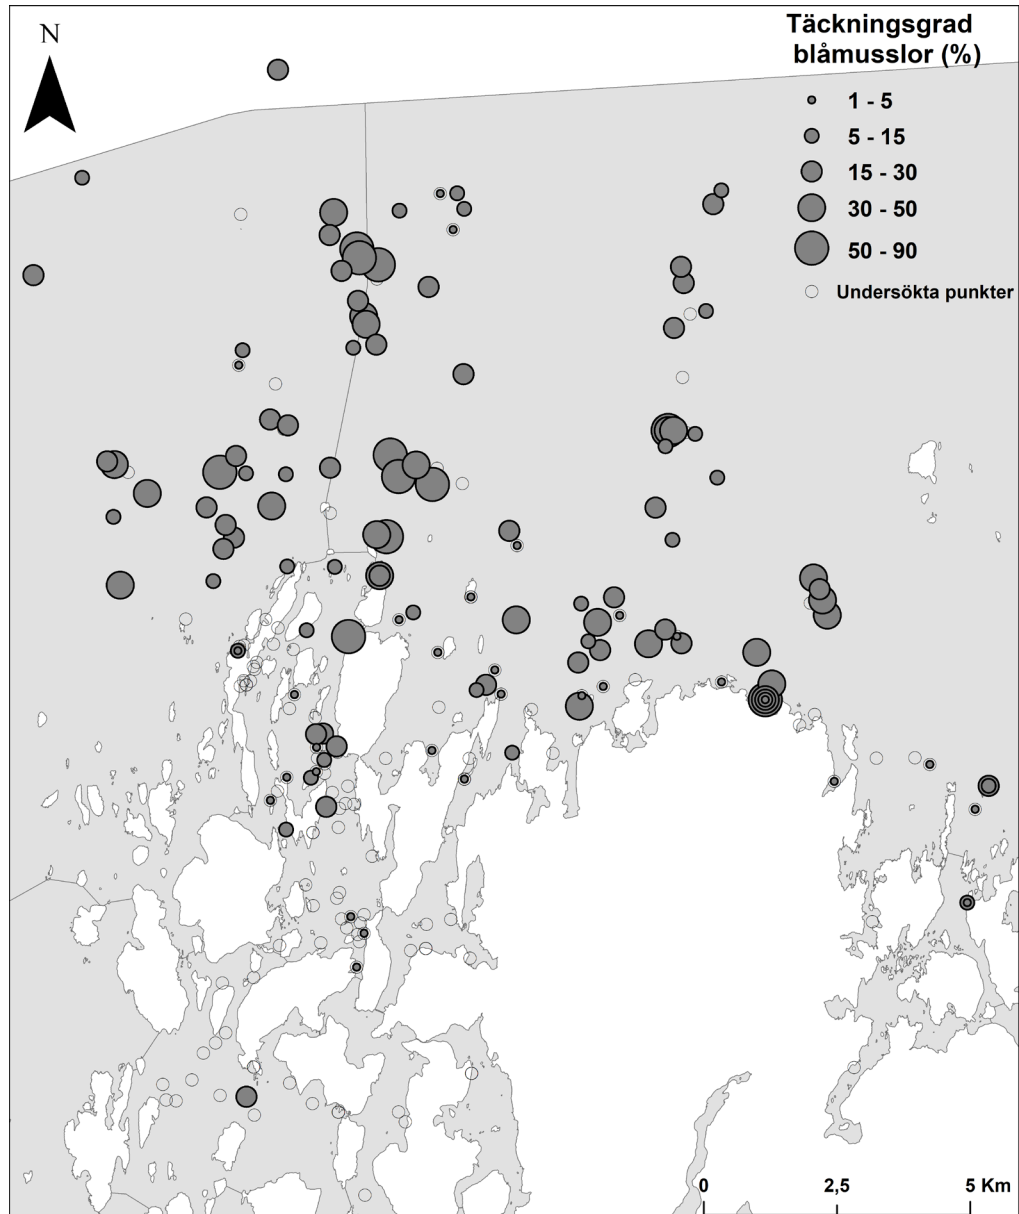 N
Täckningsgrad
blåmusslor (%)
1 - 5
5 - 15
15 - 30
30 - 50
50 - 90
Undersökta punkter
0 2,5 5 Km